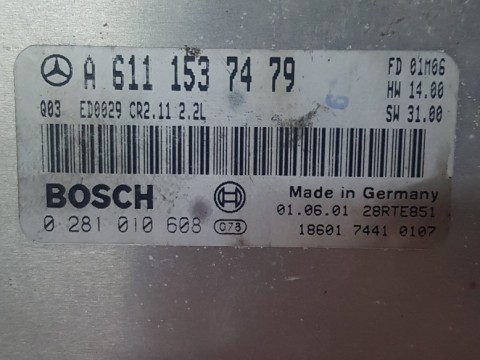 A 611 153 74 79
FD 01M06
HW 14.00
Q03 ED0029 CR2.11 2.2L
SW 31.00
BOSCH
Made in Germany
0 281 010 608 078
01.06.01 28RTE851
18601 7441 0107